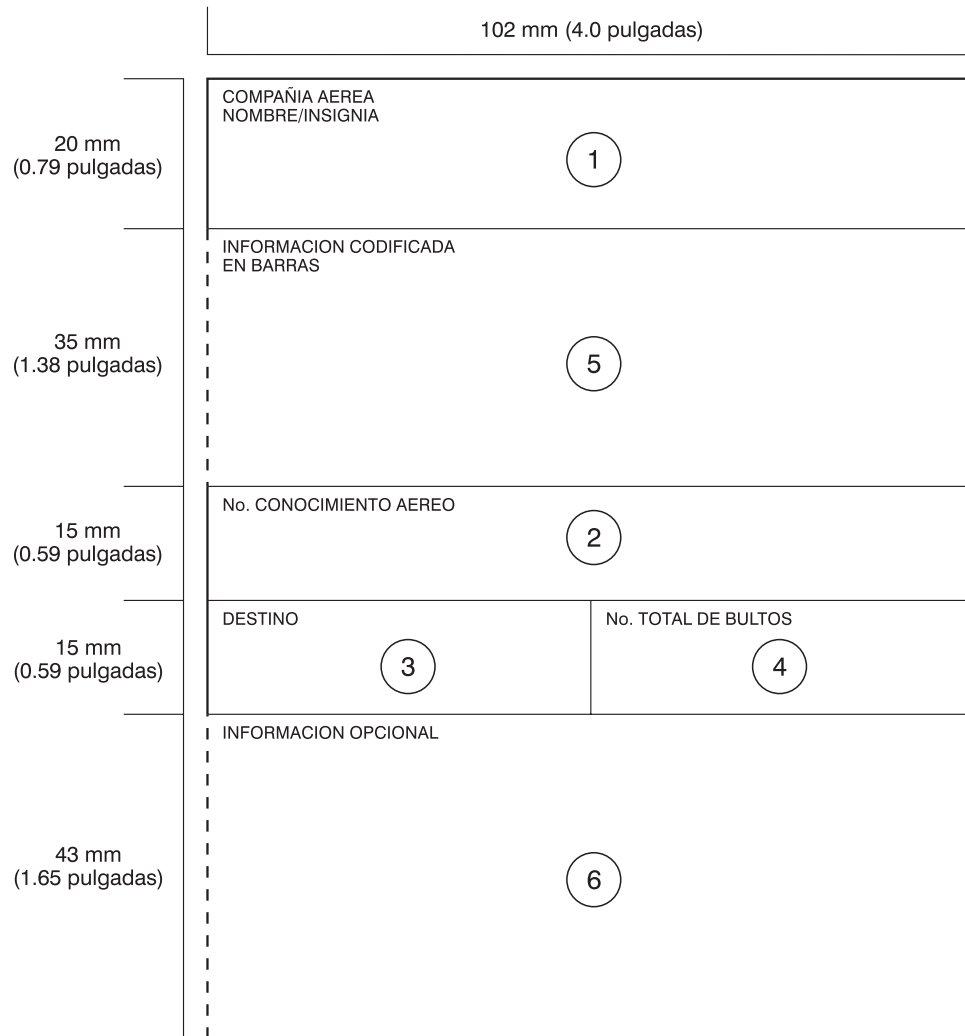 102 mm (4.0 pulgadas)
COMPAÑIA AEREA
NOMBRE/INSIGNIA
20 mm
(0.79 pulgadas)
1
INFORMACION CODIFICADA
EN BARRAS
35 mm
(1.38 pulgadas)
5
No. CONOCIMIENTO AEREO
15 mm
(0.59 pulgadas)
2
DESTINO
No. TOTAL DE BULTOS
15 mm
(0.59 pulgadas)
3
4
INFORMACION OPCIONAL
43 mm
(1.65 pulgadas)
6